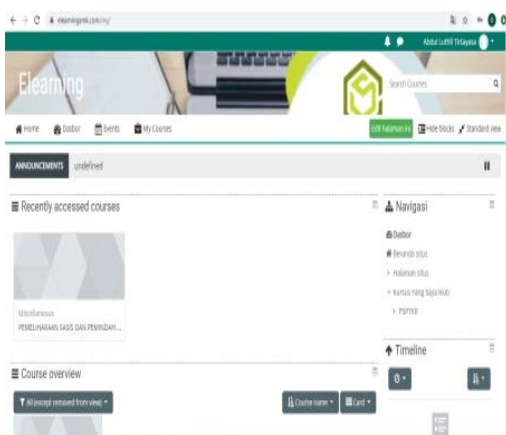 elearningsmk.com/my/
Abdul Luthfi Tirtayasa
Elearning
Search Courses
Home Dasbor Events My Courses
Edit halaman ini Hide blocks Standard view
ANNOUNCEMENTS undefined
Recently accessed courses
Miscellaneous
PEMELIHARAAN SASIS DAN PEMINDAH ...
Course overview
All (except removed from view)
Course name Card
Navigasi
Dasbor
Beranda situs
Halaman situs
Kursus Yang Saya Ikuti
Timeline